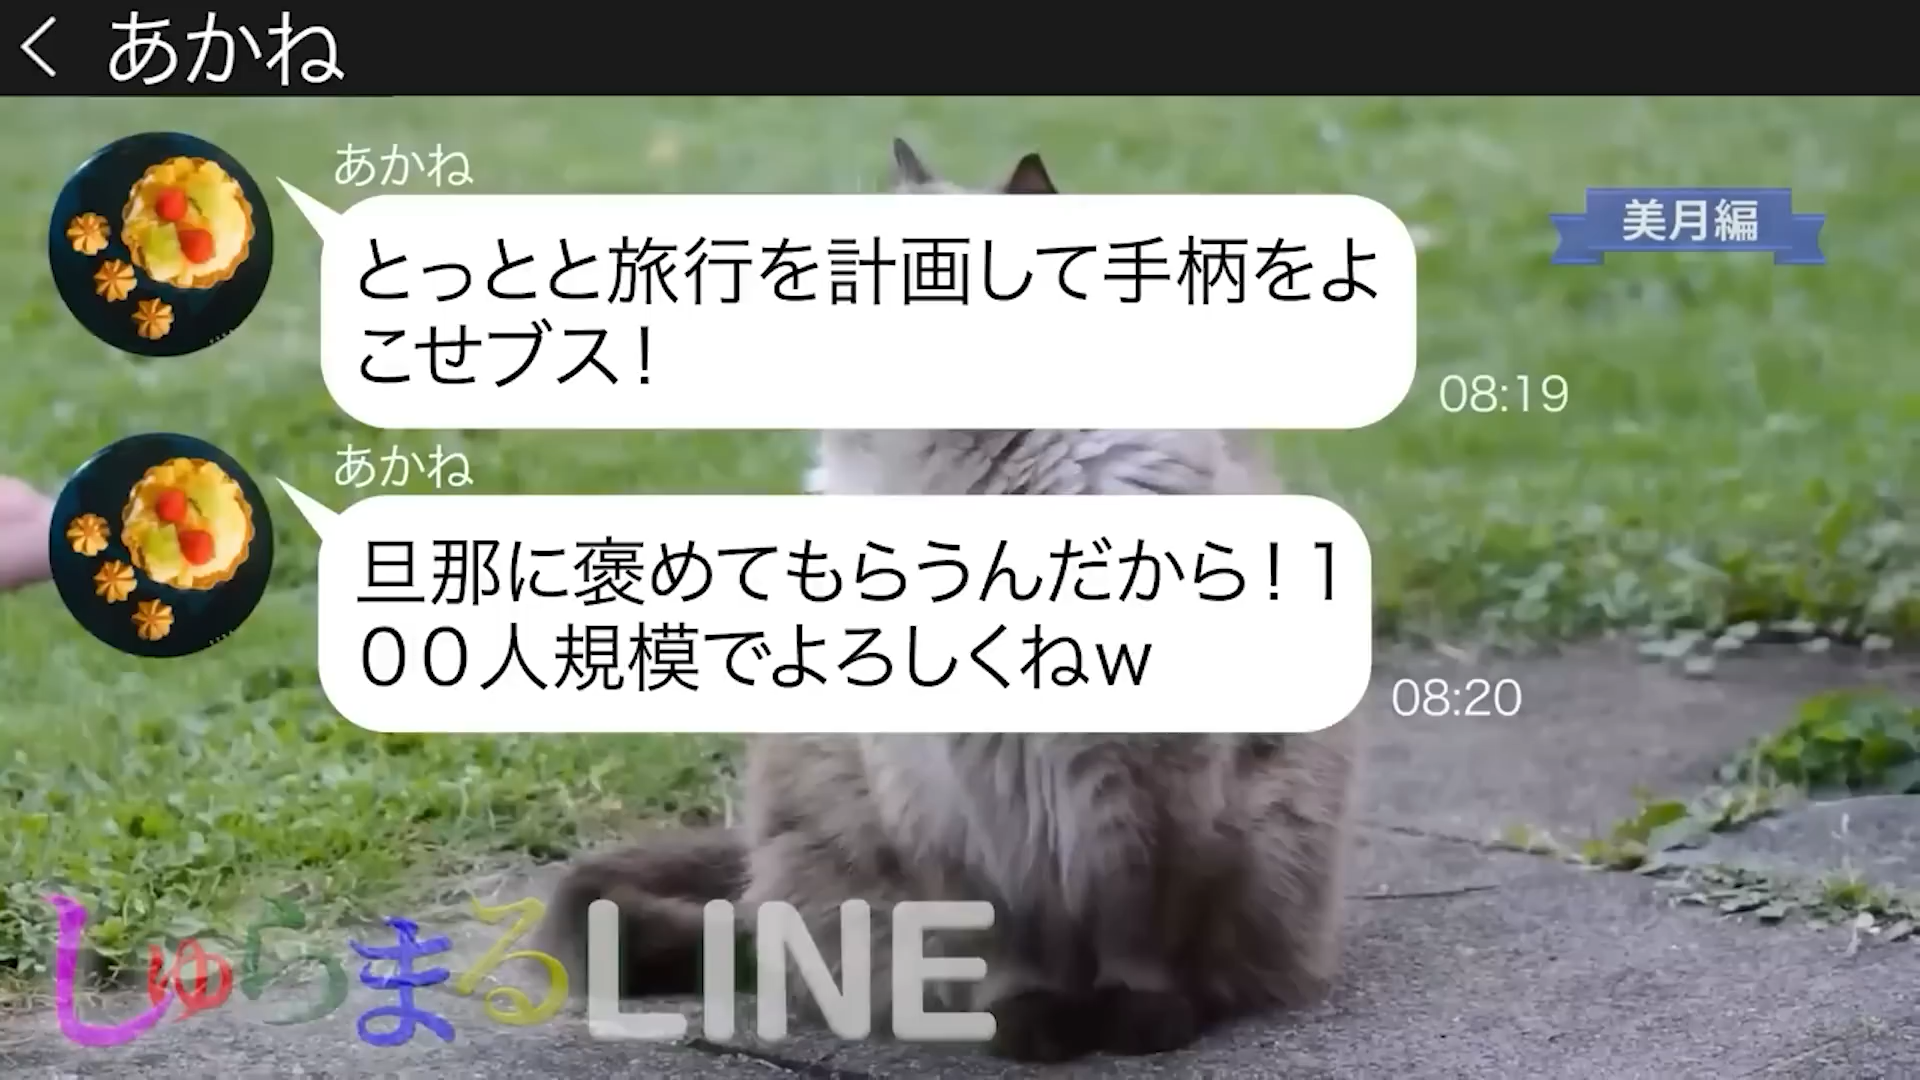 あかね
あかね
美月編
とっとと旅行を計画して手柄をよ
こせブス！
08:19
あかね
旦那に褒めてもらうんだから！１
００人規模でよろしくねｗ
08:20
しゅらまるLINE